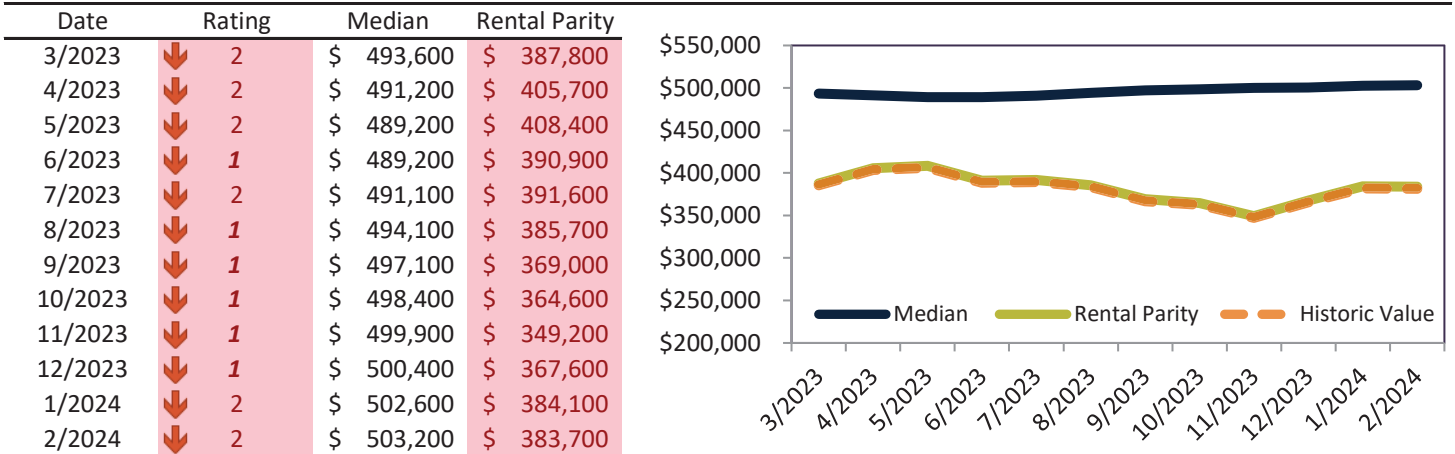 Date Rating Median Rental Parity
3/2023 2 $ 493,600 $ 387,800
4/2023 2 $ 491,200 $ 405,700
5/2023 2 $ 489,200 $ 408,400
6/2023 1 $ 489,200 $ 390,900
7/2023 2 $ 491,100 $ 391,600
8/2023 1 $ 494,100 $ 385,700
9/2023 1 $ 497,100 $ 369,000
10/2023 1 $ 498,400 $ 364,600
11/2023 1 $ 499,900 $ 349,200
12/2023 1 $ 500,400 $ 367,600
1/2024 2 $ 502,600 $ 384,100
2/2024 2 $ 503,200 $ 383,700
$550,000
$500,000
$450,000
$400,000
$350,000
$300,000
$250,000
$200,000
Median Rental Parity Historic Value
3/2023 4/2023 5/2023 6/2023 7/2023 8/2023 9/2023 10/2023 11/2023 12/2023 1/2024 2/2024